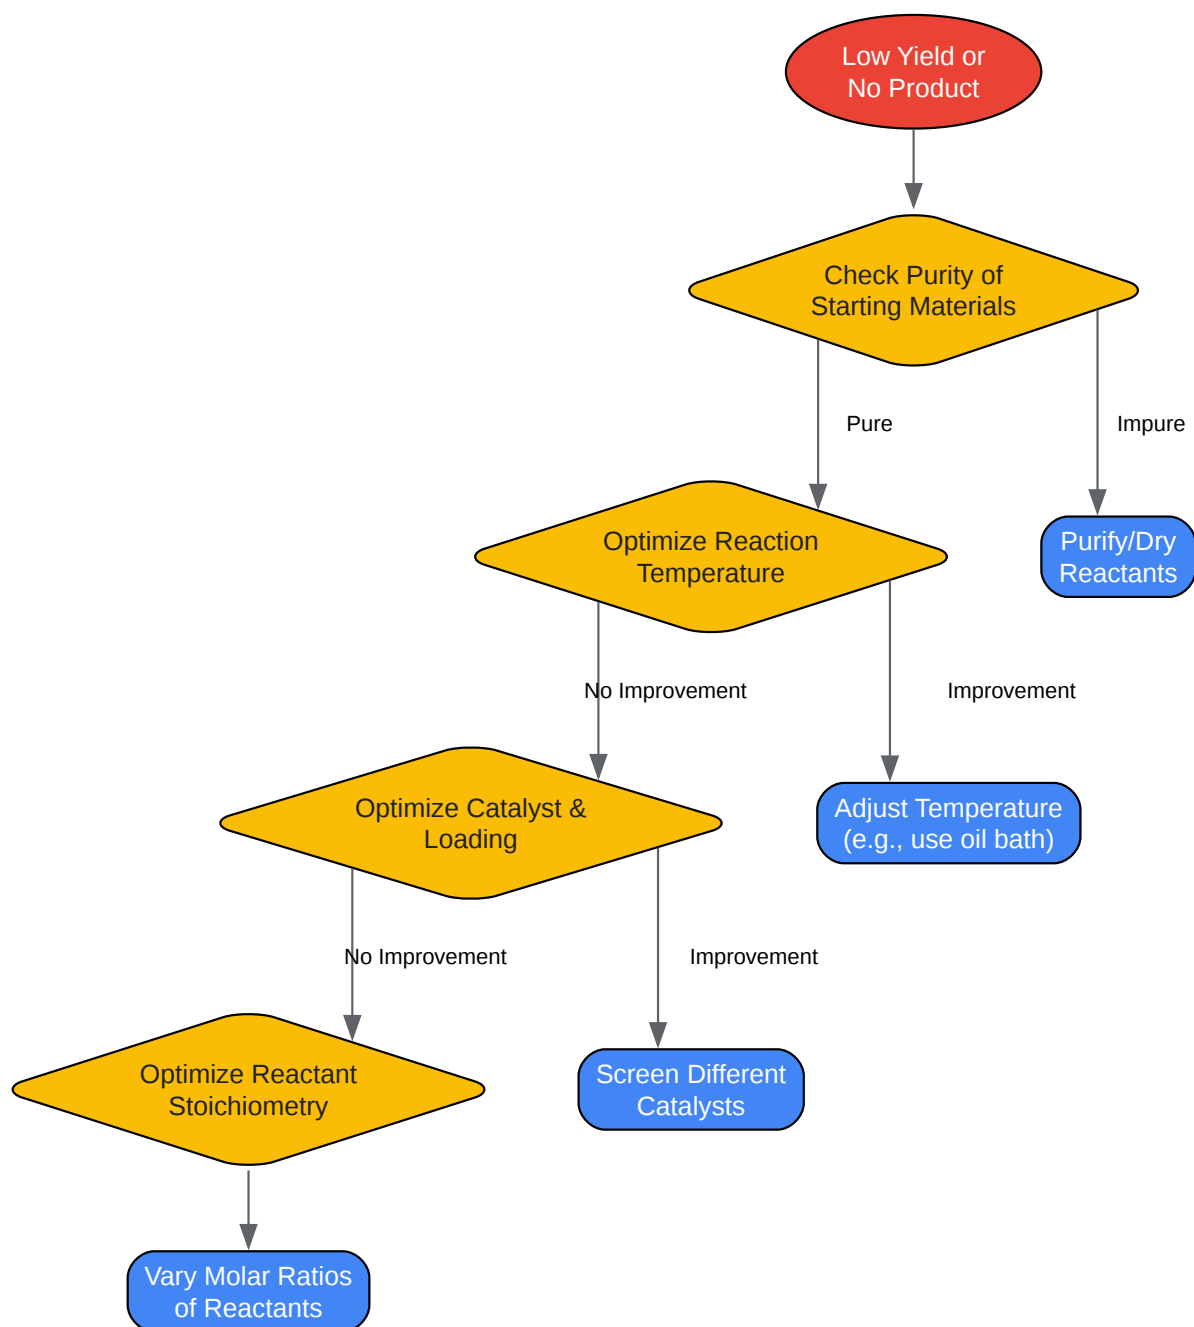 Low Yield or
No Product
Check Purity of
Starting Materials
Pure
Impure
Optimize Reaction
Temperature
Purify/Dry
Reactants
No Improvement
Improvement
Optimize Catalyst &
Loading
Adjust Temperature
(e.g., use oil bath)
No Improvement
Improvement
Optimize Reactant
Stoichiometry
Screen Different
Catalysts
Vary Molar Ratios
of Reactants